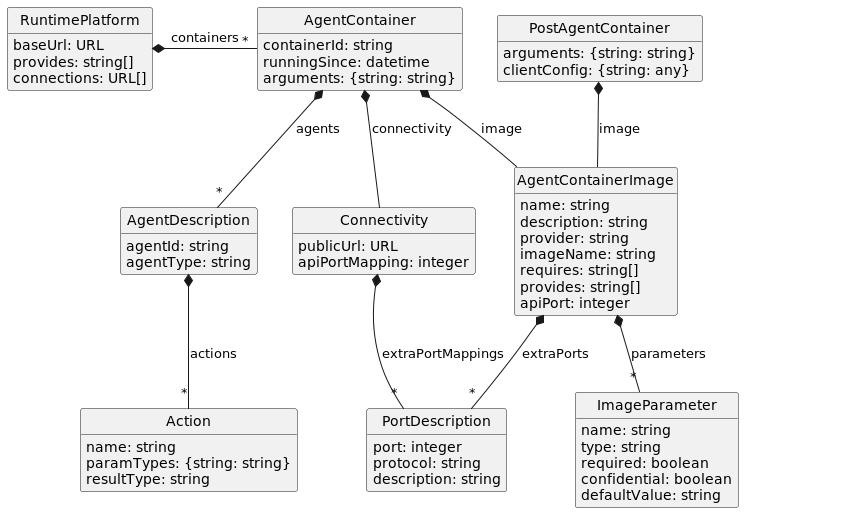 RuntimePlatform
baseUrl: URL
provides: string[]
connections: URL[]
containers
*
AgentContainer
containerId: string
runningSince: datetime
arguments: {string: string}
PostAgentContainer
arguments: {string: string}
clientConfig: {string: any}
agents
connectivity
image
image
*
AgentDescription
agentId: string
agentType: string
Connectivity
publicUrl: URL
apiPortMapping: integer
AgentContainerImage
name: string
description: string
provider: string
imageName: string
requires: string[]
provides: string[]
apiPort: integer
actions
extraPortMappings
extraPorts
parameters
*
*
*
*
Action
name: string
paramTypes: {string: string}
resultType: string
PortDescription
port: integer
protocol: string
description: string
ImageParameter
name: string
type: string
required: boolean
confidential: boolean
defaultValue: string